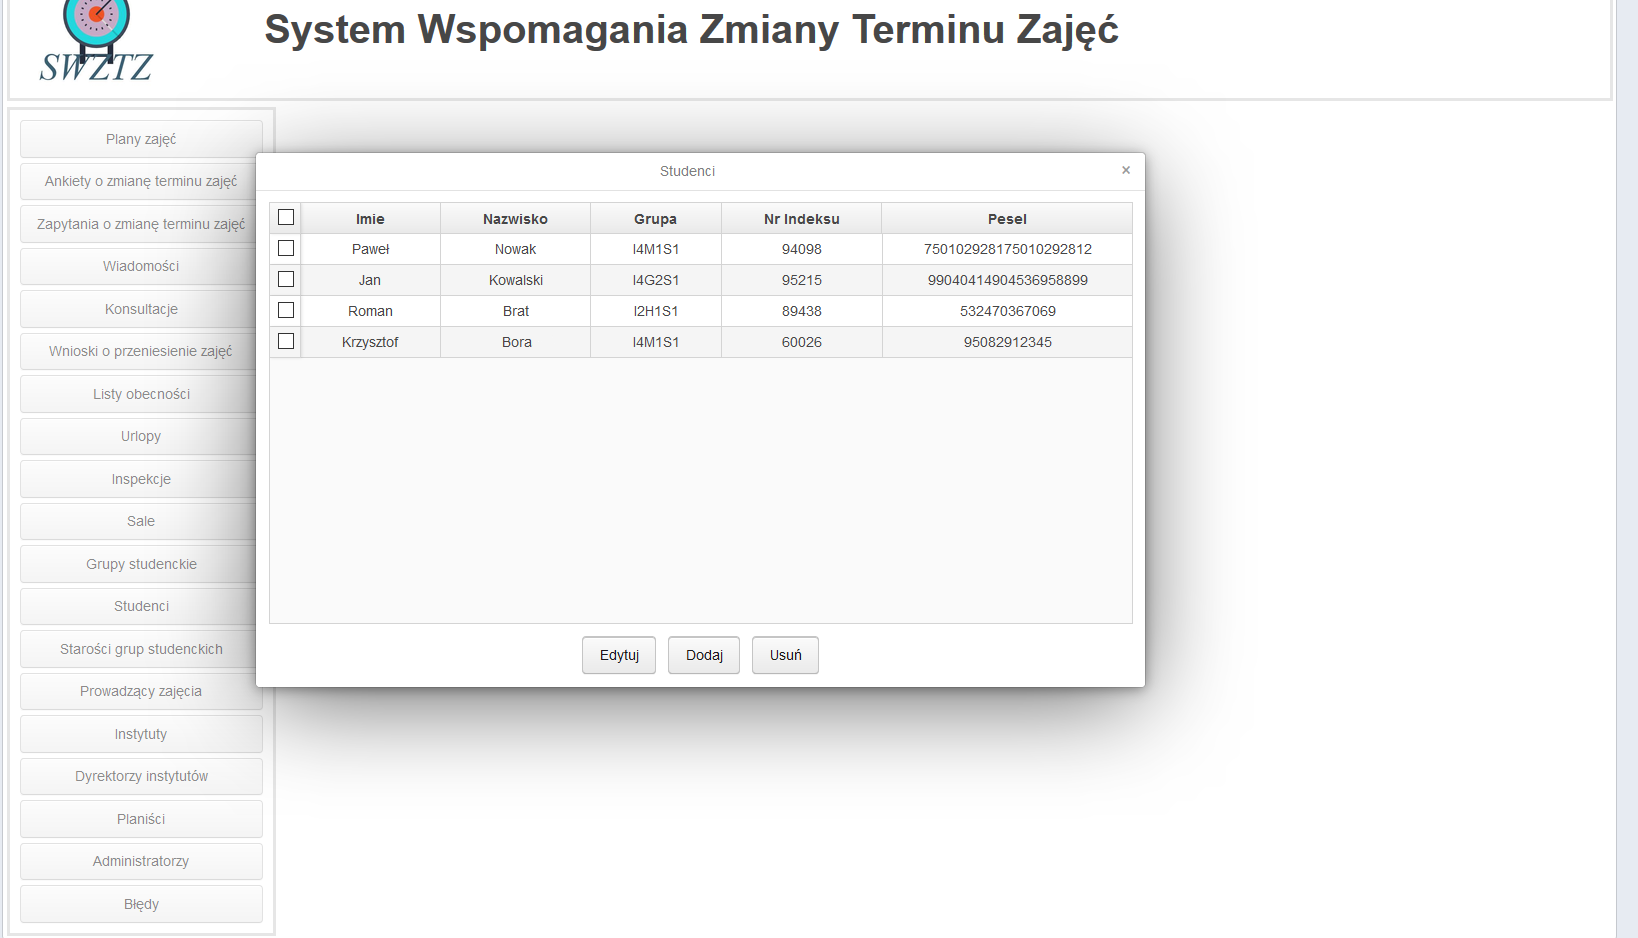 System Wspomagania Zmiany Terminu Zajęć
SWZTZ
Plany zajęć
Ankiety o zmianę terminu zajęć
Zapytania o zmianę terminu zajęć
Wiadomości
Konsultacje
Wnioski o przeniesienie zajęć
Listy obecności
Urlopy
Inspekcje
Sale
Grupy studenckie
Studenci
Starości grup studenckich
Prowadzący zajęcia
Instytuty
Dyrektorzy instytutów
Planiści
Administratorzy
Błędy
Studenci ×
Imie Nazwisko Grupa Nr Indeksu Pesel
Paweł Nowak I4M1S1 94098 750102928175010292812
Jan Kowalski I4G2S1 95215 99040414904536958899
Roman Brat I2H1S1 89438 532470367069
Krzysztof Bora I4M1S1 60026 95082912345
Edytuj Dodaj Usuń